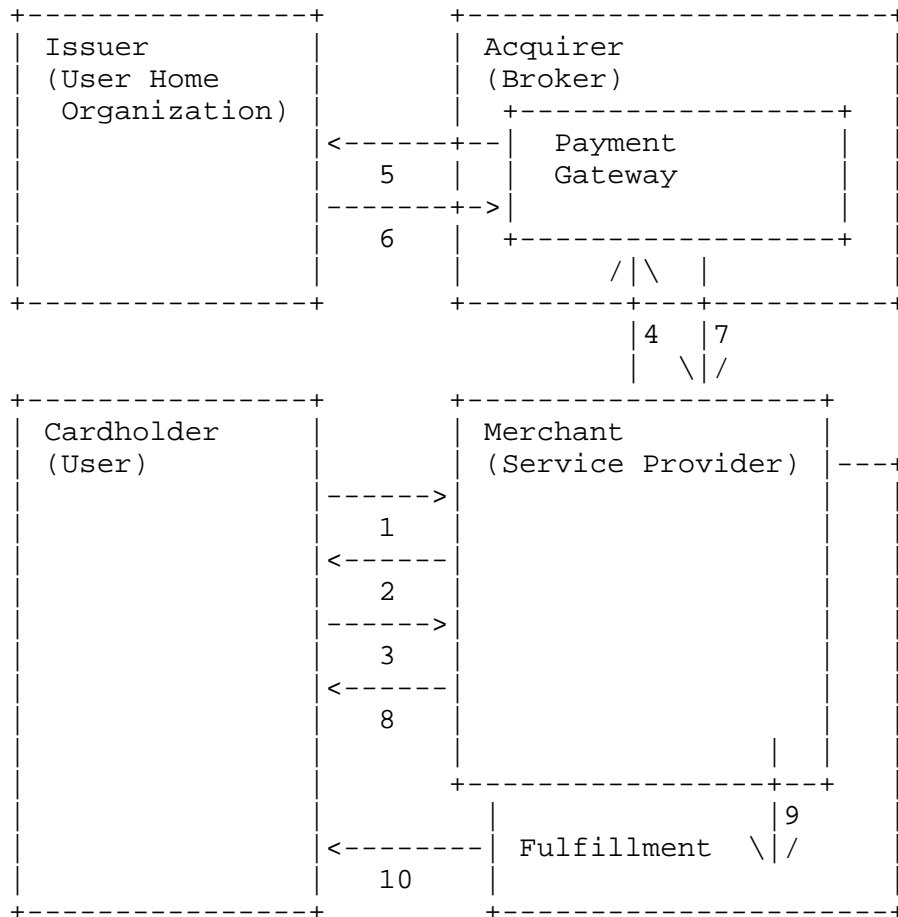 Issuer
(User Home
Organization)
Acquirer
(Broker)
Payment
Gateway
5
6
4 7
Cardholder
(User)
Merchant
(Service Provider)
1
2
3
8
9
Fulfillment
10